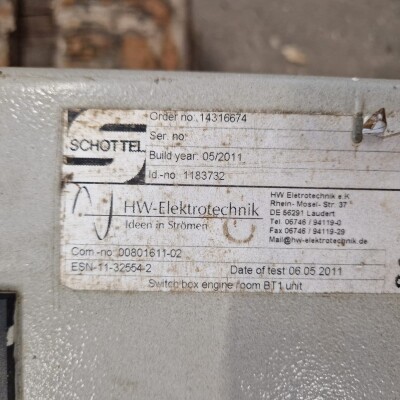 SCHOTTEL
Order no 14316674
Ser. no
Build year: 05/2011
Id.-no 1183732
HW-Elektrotechnik
Ideen in Strömen
HW Eletrotechnik e.K
Rhein- Mosel- Str. 37
DE 56291 Laudert
Tel. 06746 / 94119-0
Fax 06746 / 94119-29
Mail@hw-elektrotechnik.de
Com.-no 00801611-02
ESN-11-32554-2
Date of test 06.05.2011
Switch box engine room BT1 unit